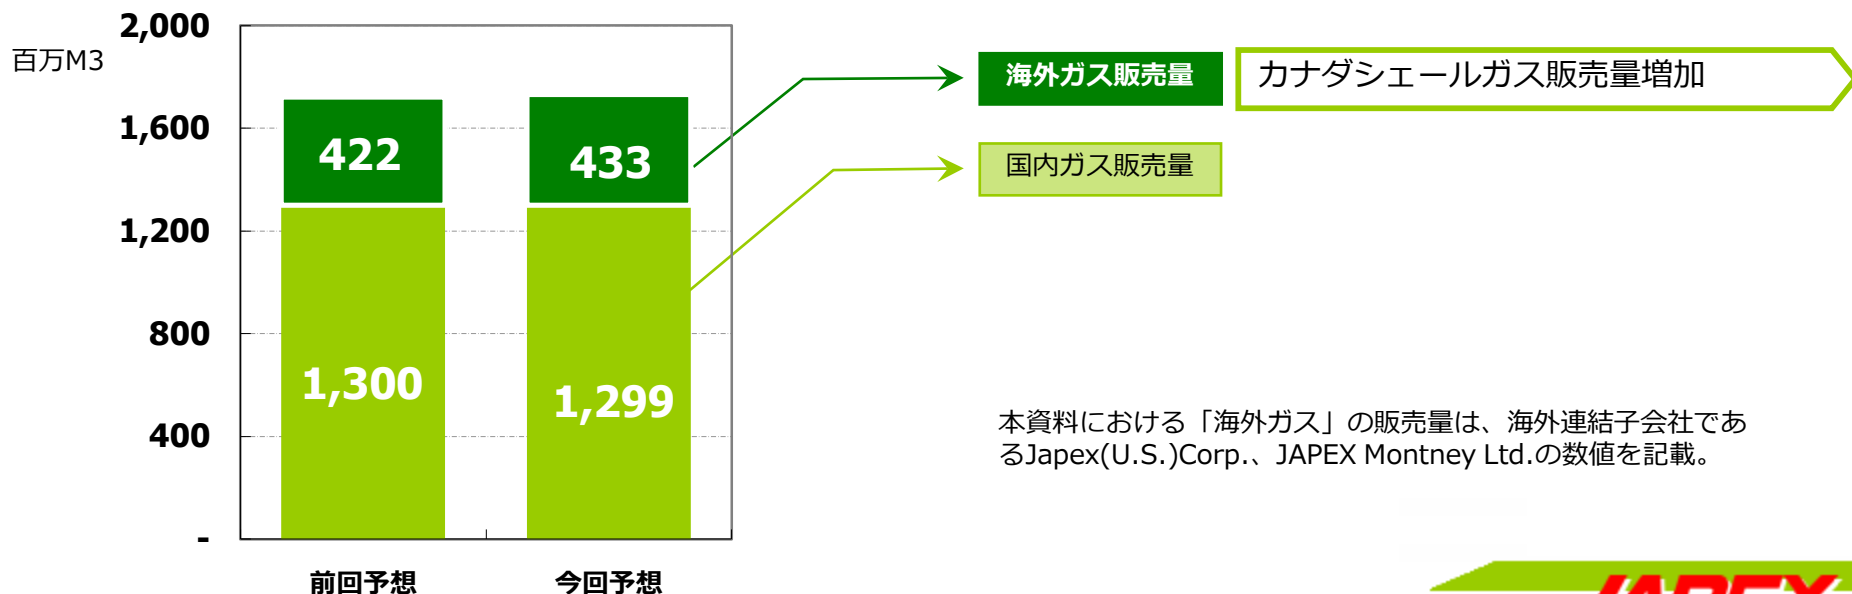 百万M3
2,000
1,600
1,200
800
400
-
422
433
1,300
1,299
前回予想
今回予想
海外ガス販売量
カナダシェールガス販売量増加
国内ガス販売量
本資料における「海外ガス」の販売量は、海外連結子会社であ
るJapex(U.S.)Corp.、JAPEX Montney Ltd.の数値を記載。
JAPEX